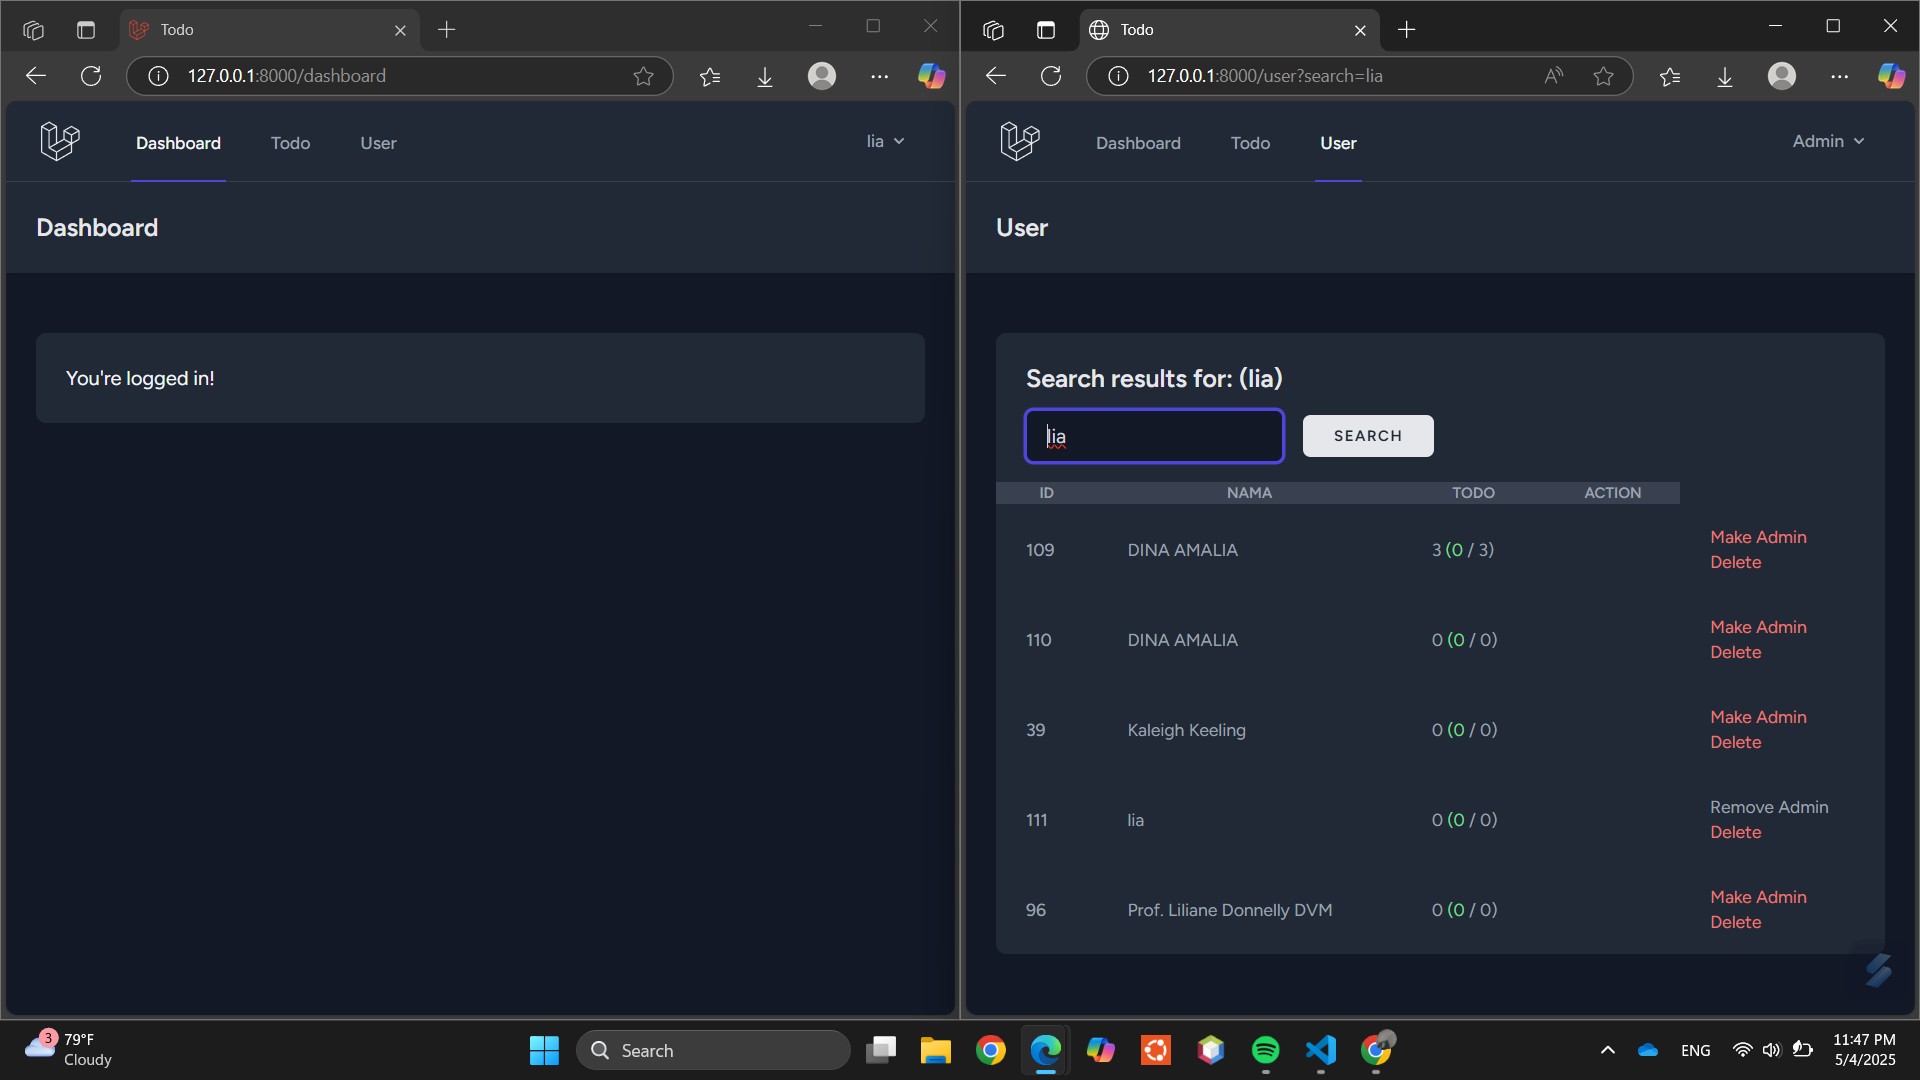 Todo
127.0.0.1:8000/dashboard
Dashboard Todo User lia
Dashboard
You're logged in!
Todo
127.0.0.1:8000/user?search=lia
Dashboard Todo User Admin
User
Search results for: (lia)
lia SEARCH
ID NAMA TODO ACTION
109 DINA AMALIA 3 (0 / 3) Make Admin
Delete
110 DINA AMALIA 0 (0 / 0) Make Admin
Delete
39 Kaleigh Keeling 0 (0 / 0) Make Admin
Delete
111 lia 0 (0 / 0) Remove Admin
Delete
96 Prof. Liliane Donnelly DVM 0 (0 / 0) Make Admin
Delete
3 79°F
Cloudy
Search
ENG
11:47 PM
5/4/2025